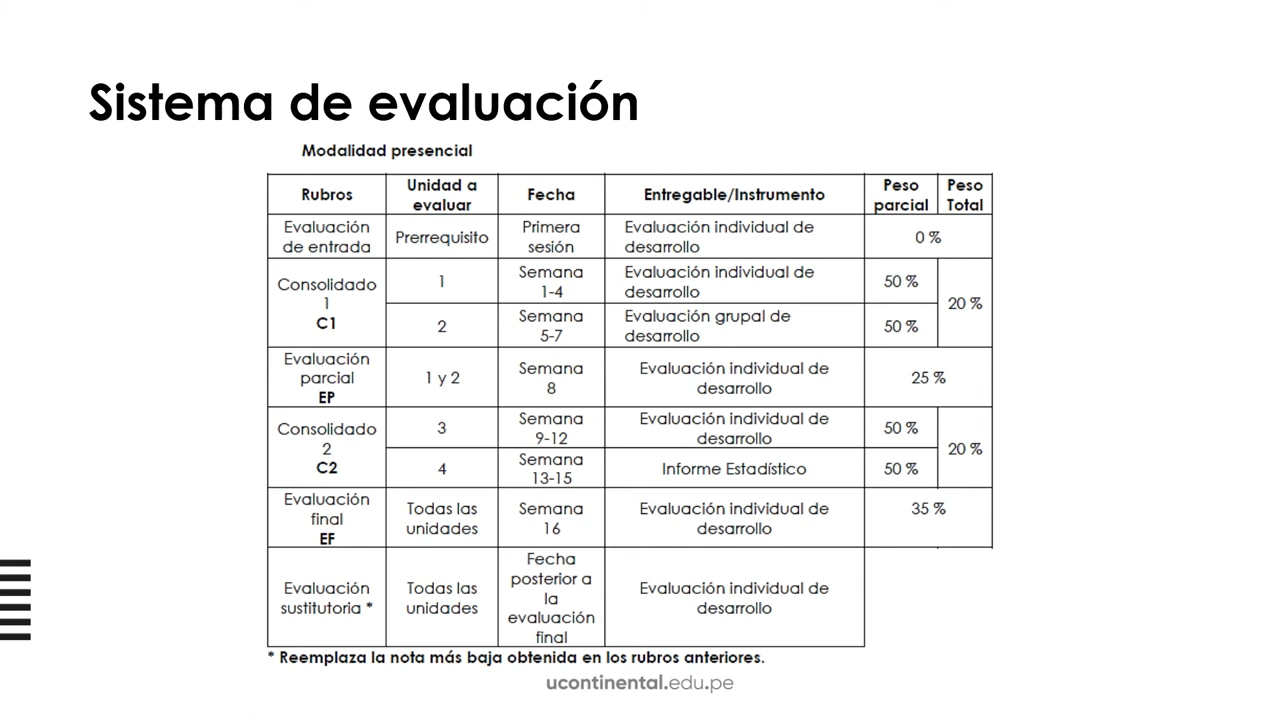 Sistema de evaluación
Modalidad presencial
Rubros
Unidad a
evaluar
Fecha
Entregable/Instrumento
Peso
parcial
Peso
Total
Evaluación
de entrada
Prerrequisito
Primera
sesión
Evaluación individual de
desarrollo
0 %
Consolidado
1
C1
1
Semana
1-4
Evaluación individual de
desarrollo
50 %
20 %
2
Semana
5-7
Evaluación grupal de
desarrollo
50 %
Evaluación
parcial
EP
1 y 2
Semana
8
Evaluación individual de
desarrollo
25 %
Consolidado
2
C2
3
Semana
9-12
Evaluación individual de
desarrollo
50 %
20 %
4
Semana
13-15
Informe Estadístico
50 %
Evaluación
final
EF
Todas las
unidades
Semana
16
Evaluación individual de
desarrollo
35 %
Evaluación
sustitutoria *
Todas las
unidades
Fecha
posterior a
la
evaluación
final
Evaluación individual de
desarrollo
* Reemplaza la nota más baja obtenida en los rubros anteriores.
ucontinental.edu.pe